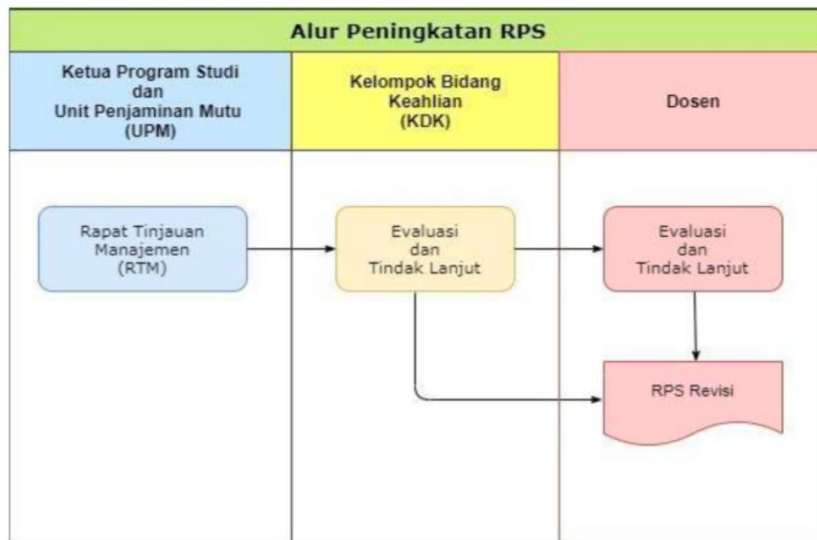 Alur Peningkatan RPS
Ketua Program Studi
dan
Unit Penjaminan Mutu
(UPM)
Kelompok Bidang
Keahlian
(KDK)
Dosen
Rapat Tinjauan
Manajemen
(RTM)
Evaluasi
dan
Tindak Lanjut
Evaluasi
dan
Tindak Lanjut
RPS Revisi